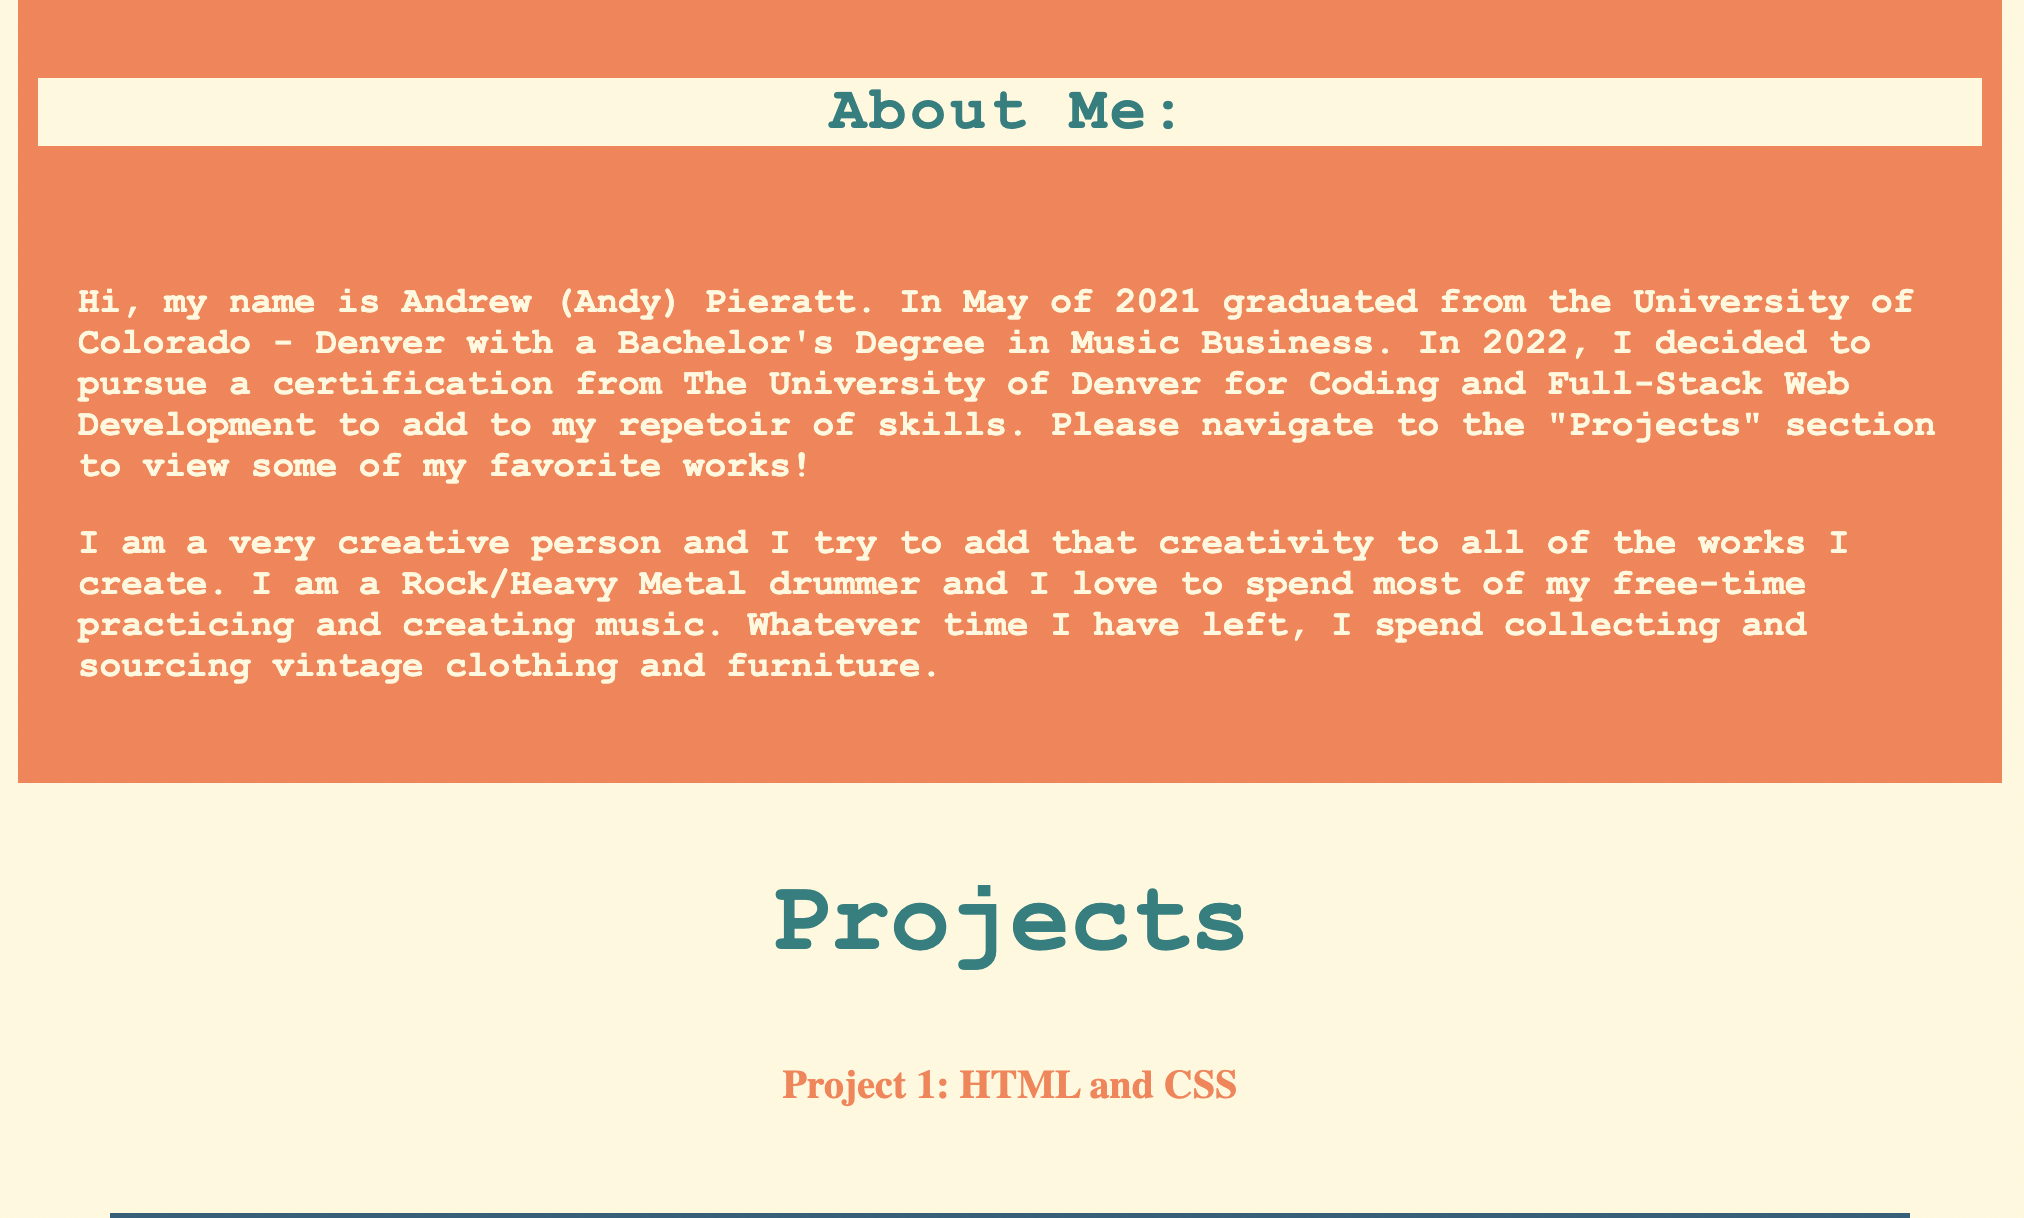 About Me:
Hi, my name is Andrew (Andy) Pieratt. In May of 2021 graduated from the University of
Colorado - Denver with a Bachelor's Degree in Music Business. In 2022, I decided to
pursue a certification from The University of Denver for Coding and Full-Stack Web
Development to add to my repetoir of skills. Please navigate to the "Projects" section
to view some of my favorite works!
I am a very creative person and I try to add that creativity to all of the works I
create. I am a Rock/Heavy Metal drummer and I love to spend most of my free-time
practicing and creating music. Whatever time I have left, I spend collecting and
sourcing vintage clothing and furniture.
Projects
Project 1: HTML and CSS